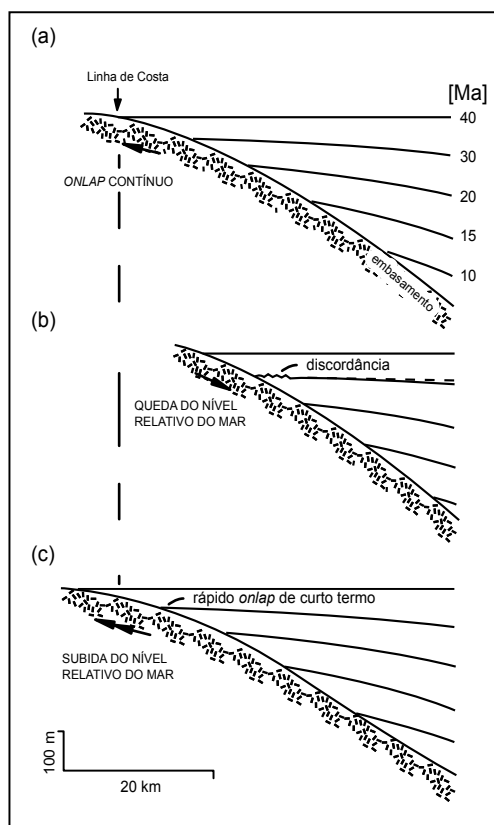 (a)
Linha de Costa
[Ma]
40
30
ONLAP CONTÍNUO
20
15
embasamento
10
(b)
discordância
QUEDA DO NÍVEL
RELATIVO DO MAR
(c)
rápido onlap de curto termo
SUBIDA DO NÍVEL
RELATIVO DO MAR
100 m
20 km